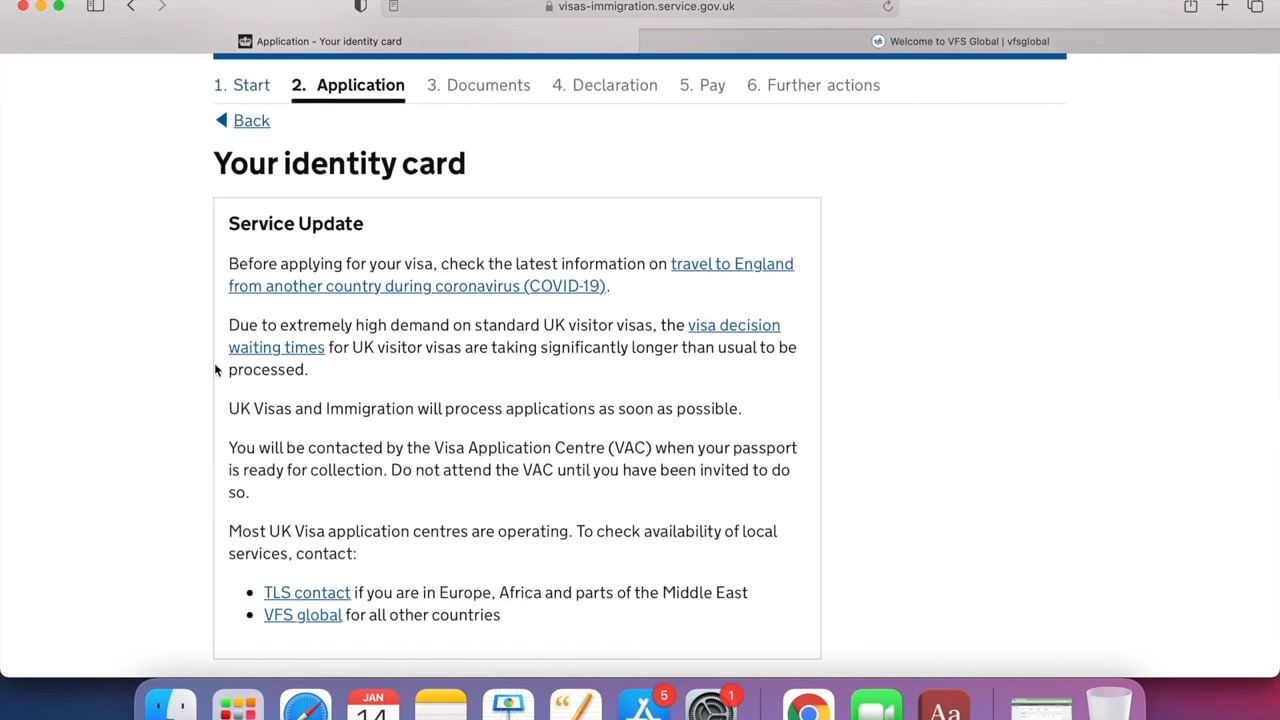 visas-immigration.service.gov.uk
Application - Your identity card
Welcome to VFS Global | vfsglobal
1. Start 2. Application 3. Documents 4. Declaration 5. Pay 6. Further actions
Back
Your identity card
Service Update
Before applying for your visa, check the latest information on travel to England
from another country during coronavirus (COVID-19).
Due to extremely high demand on standard UK visitor visas, the visa decision
waiting times for UK visitor visas are taking significantly longer than usual to be
processed.
UK Visas and Immigration will process applications as soon as possible.
You will be contacted by the Visa Application Centre (VAC) when your passport
is ready for collection. Do not attend the VAC until you have been invited to do
so.
Most UK Visa application centres are operating. To check availability of local
services, contact:
• TLS contact if you are in Europe, Africa and parts of the Middle East
• VFS global for all other countries
5 1
JAN
14
Aa